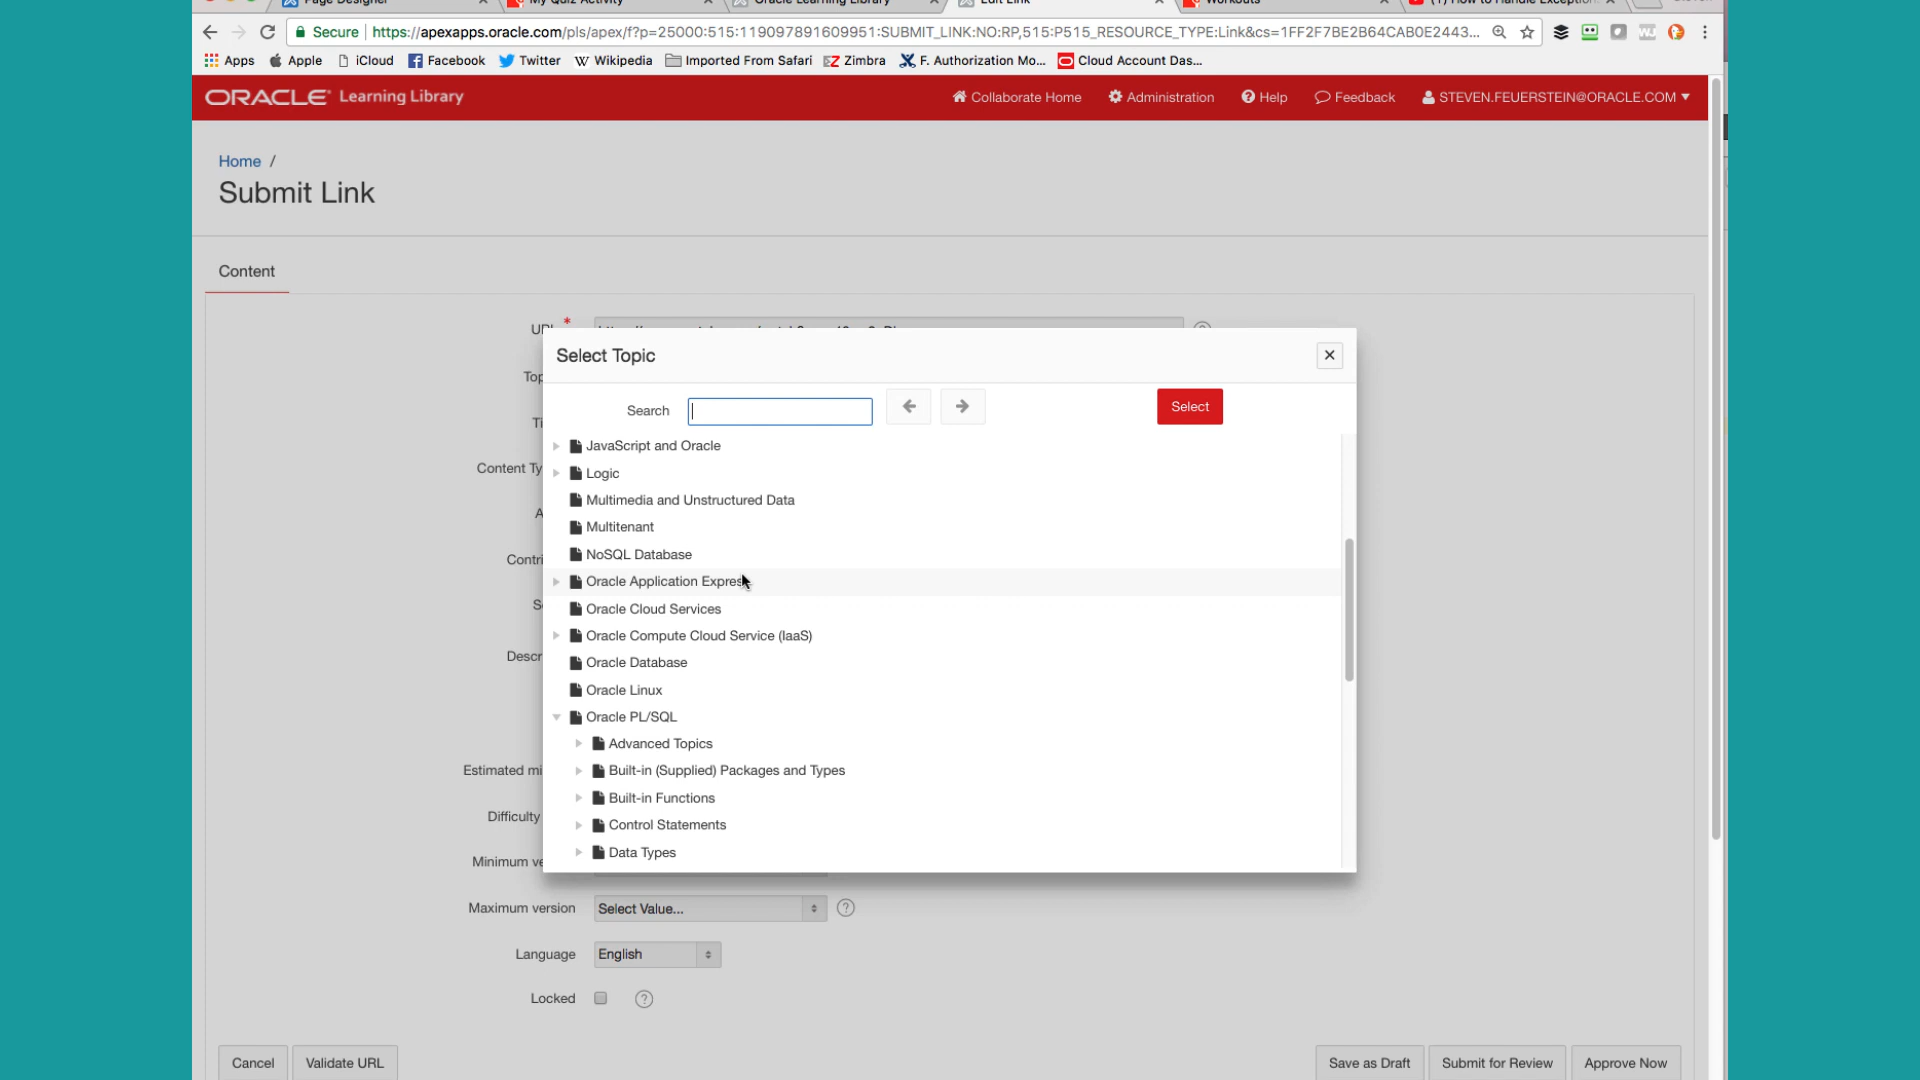 Page Designer
My Quiz Activity
Oracle Learning Library
Edit Link
Workouts
(1) How to Handle Exception
Secure
https://apexapps.oracle.com/pls/apex/f?p=25000:515:119097891609951:SUBMIT_LINK:NO:RP,515:P515_RESOURCE_TYPE:Link&cs=1FF2F7BE2B64CAB0E2443...
Apps
Apple
iCloud
Facebook
Twitter
Wikipedia
Imported From Safari
Zimbra
F. Authorization Mo...
Cloud Account Das...
ORACLE Learning Library
Collaborate Home
Administration
Help
Feedback
STEVEN.FEUERSTEIN@ORACLE.COM
Home /
Submit Link
Content
Select Topic
Search
Select
JavaScript and Oracle
Logic
Content Ty
Multimedia and Unstructured Data
Multitenant
NoSQL Database
Contri
Oracle Application Express
Oracle Cloud Services
Oracle Compute Cloud Service (IaaS)
Descr
Oracle Database
Oracle Linux
Oracle PL/SQL
Advanced Topics
Built-in (Supplied) Packages and Types
Estimated mi
Built-in Functions
Difficulty
Control Statements
Data Types
Minimum ve
Maximum version
Select Value...
Language
English
Locked
Cancel
Validate URL
Save as Draft
Submit for Review
Approve Now